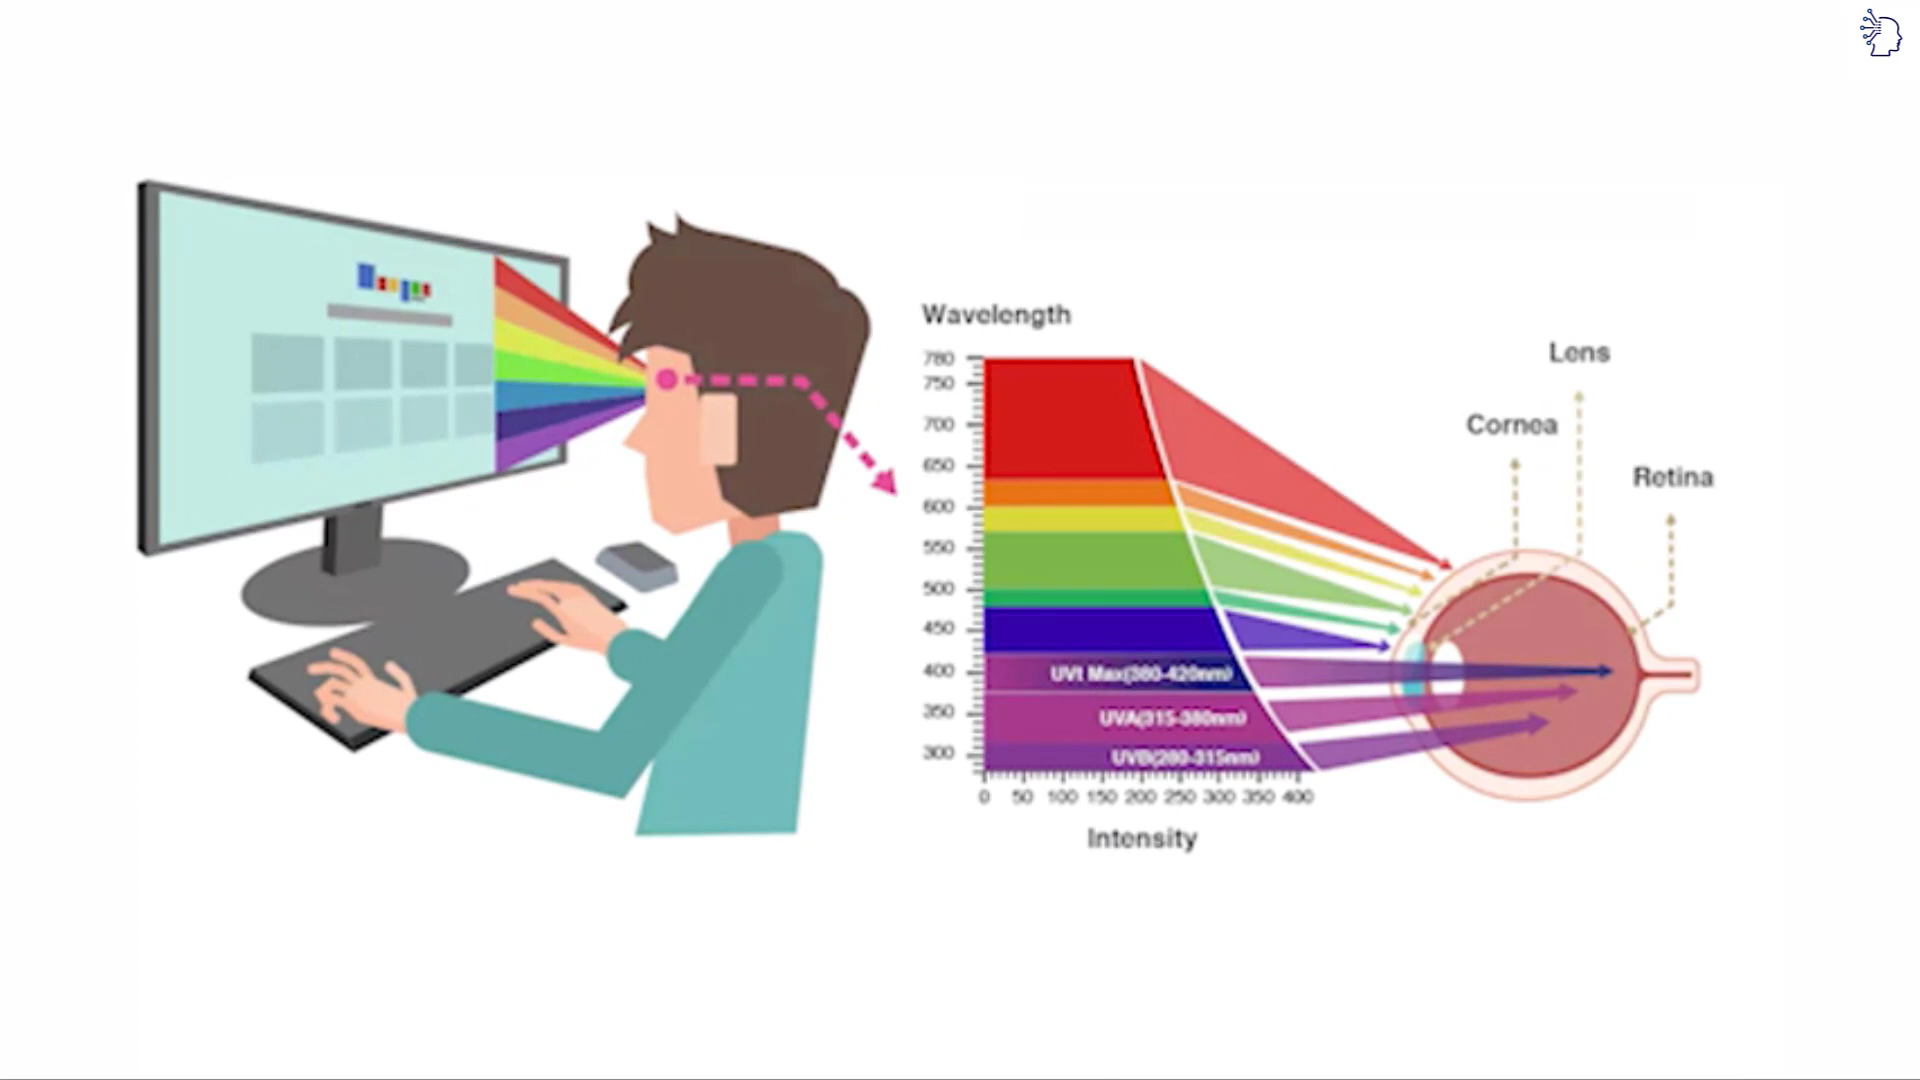 Wavelength
780
750
700
650
600
550
500
450
400
350
300
UVt Max(380-420nm)
UVA(315-380nm)
UVB(280-315nm)
0 50 100 150 200 250 300 350 400
Intensity
Lens
Cornea
Retina